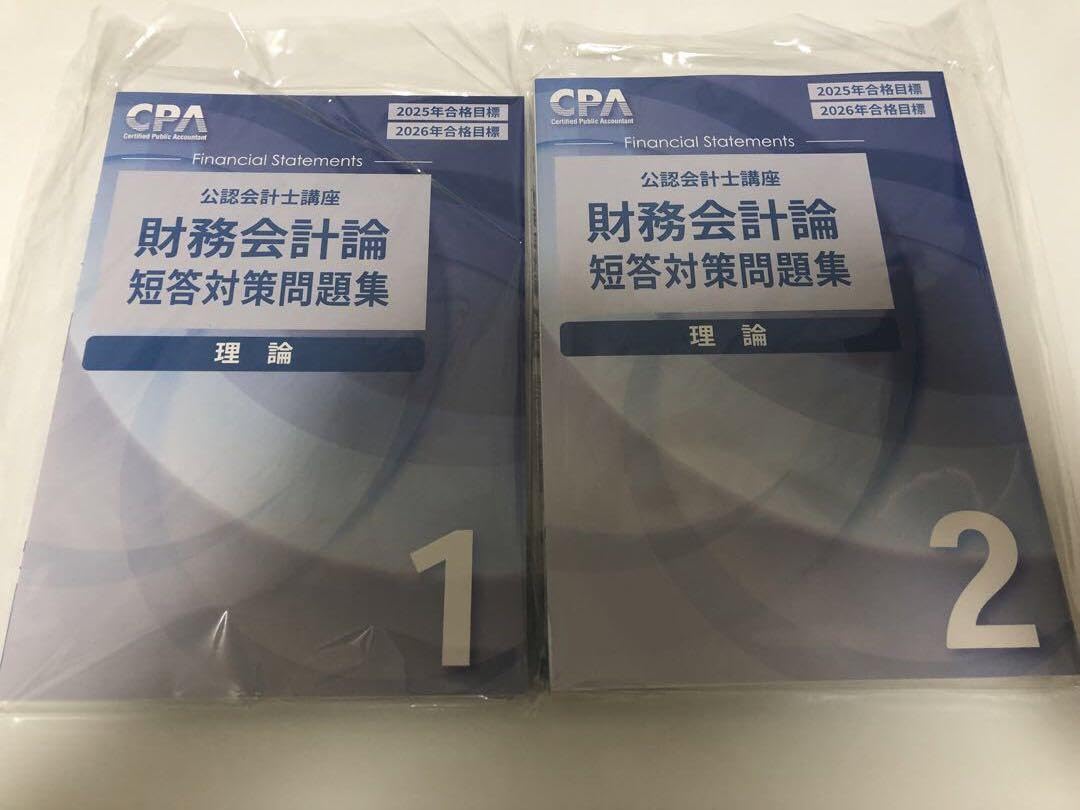 CPA
Certified Public Accountant
2025年合格目標
2026年合格目標
Financial Statements
公認会計士講座
財務会計論
短答対策問題集
理論
1
CPA
Certified Public Accountant
2025年合格目標
2026年合格目標
Financial Statements
公認会計士講座
財務会計論
短答対策問題集
理論
2